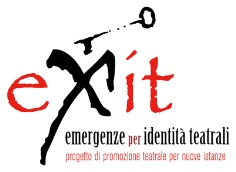 exit
emergenze per identità teatrali
progetto di promozione teatrale per nuove istanze